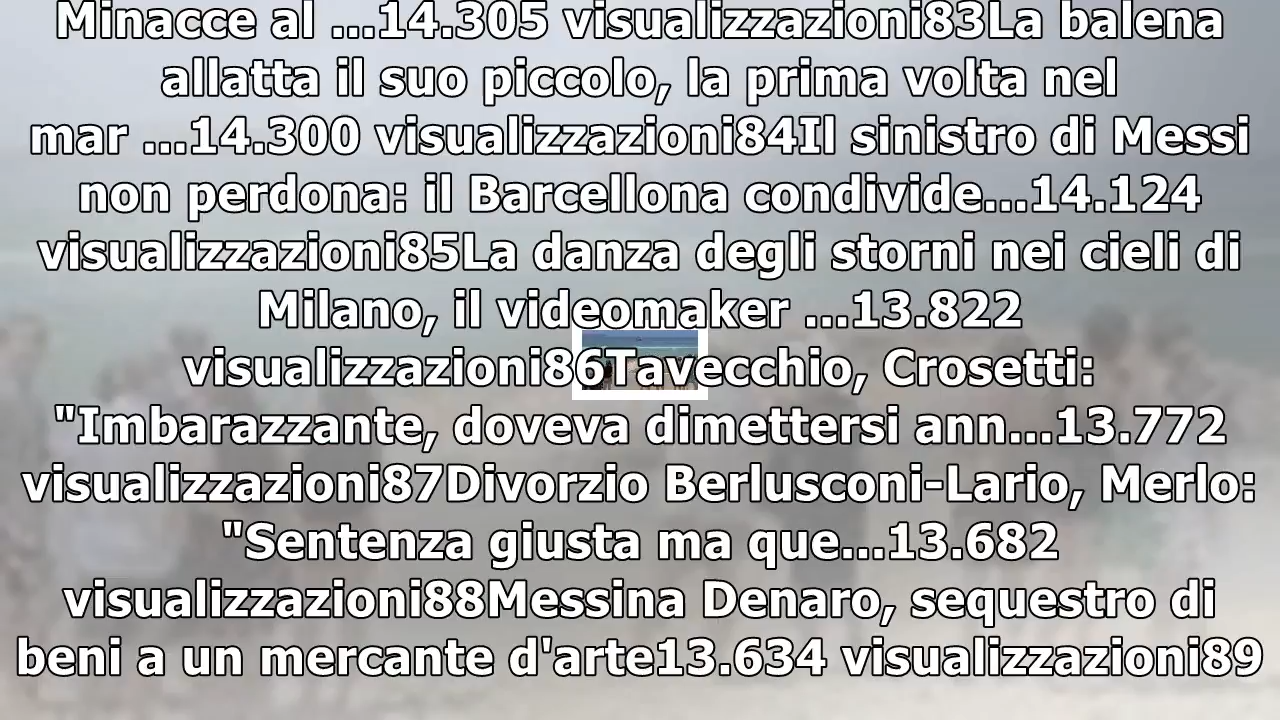 Minacce al ...14.305 visualizzazioni83La balena
allatta il suo piccolo, la prima volta nel
mar ...14.300 visualizzazioni84Il sinistro di Messi
non perdona: il Barcellona condivide...14.124
visualizzazioni85La danza degli storni nei cieli di
Milano, il videomaker ...13.822
visualizzazioni86Tavecchio, Crosetti:
"Imbarazzante, doveva dimettersi ann...13.772
visualizzazioni87Divorzio Berlusconi-Lario, Merlo:
"Sentenza giusta ma que...13.682
visualizzazioni88Messina Denaro, sequestro di
beni a un mercante d'arte13.634 visualizzazioni89